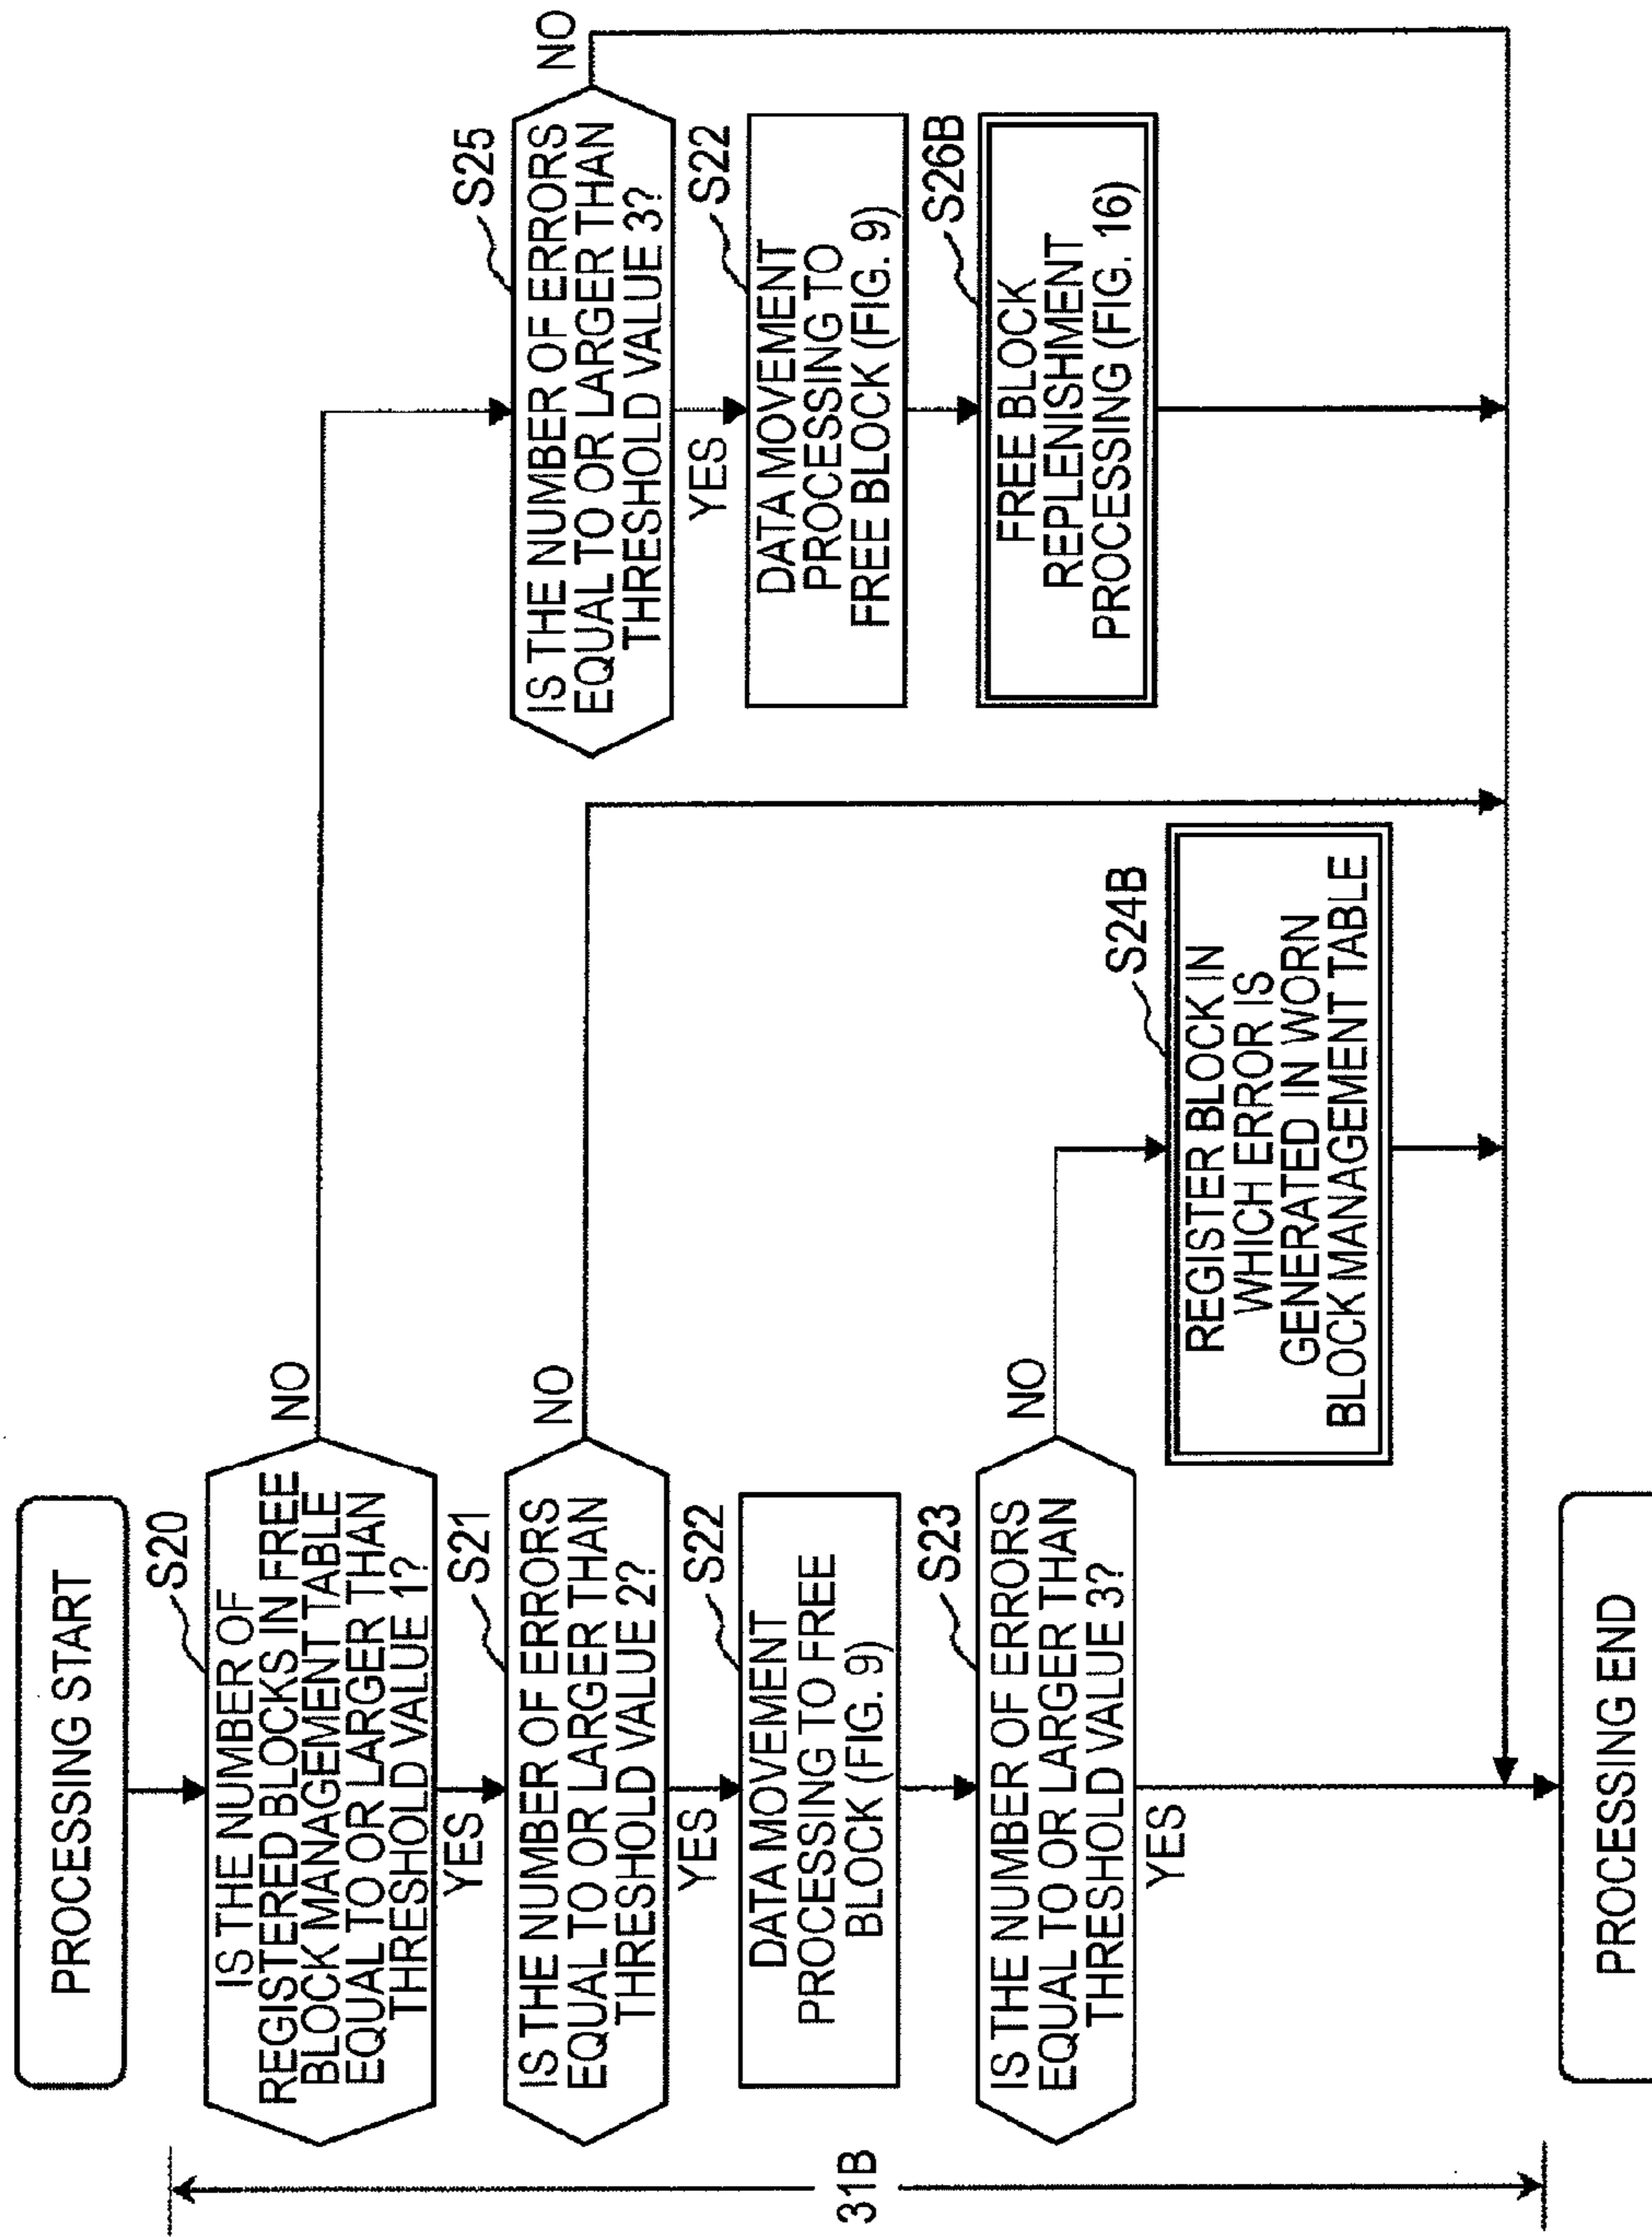 PROCESSING START
S20
IS THE NUMBER OF
REGISTERED BLOCKS IN FREE
BLOCK MANAGEMENT TABLE
EQUAL TO OR LARGER THAN
THRESHOLD VALUE 1?
NO
YES
S21
IS THE NUMBER OF ERRORS
EQUAL TO OR LARGER THAN
THRESHOLD VALUE 2?
NO
YES
S22
DATA MOVEMENT
PROCESSING TO FREE
BLOCK (FIG. 9)
S23
IS THE NUMBER OF ERRORS
EQUAL TO OR LARGER THAN
THRESHOLD VALUE 3?
NO
YES
S24B
REGISTER BLOCK IN
WHICH ERROR IS
GENERATED IN WORN
BLOCK MANAGEMENT TABLE
S25
IS THE NUMBER OF ERRORS
EQUAL TO OR LARGER THAN
THRESHOLD VALUE 3?
NO
YES
S22
DATA MOVEMENT
PROCESSING TO
FREE BLOCK (FIG. 9)
S26B
FREE BLOCK
REPLENISHMENT
PROCESSING (FIG. 16)
31B
PROCESSING END